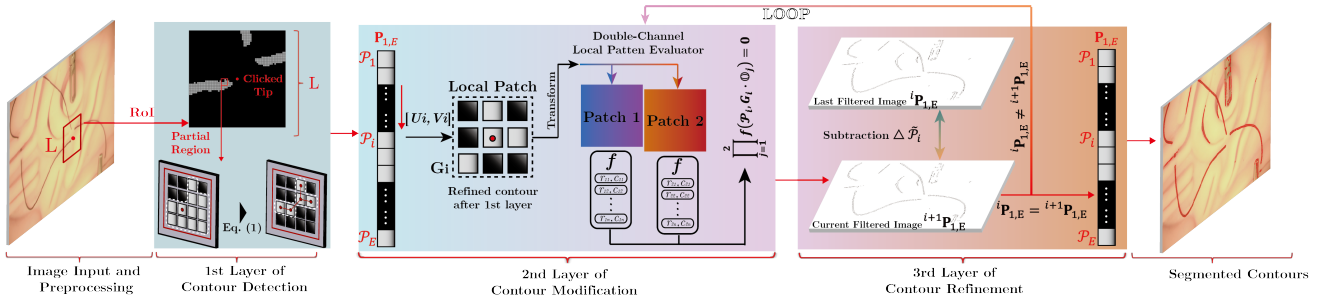 LOOP
RoI
L
L
Clicked
Tip
Partial
Region
Eq. (1)
P1,E
𝒫1
𝒫i
𝒫E
|Ui, Vi|
Local Patch
Gi
Refined contour
after 1st layer
Transform
Double-Channel
Local Patten Evaluator
Patch 1
Patch 2
f
f
∏ j=1 2 f(𝒫i, Gi · Φj) = 0
Last Filtered Image iP1,E
Subtraction △ 𝒫̃i
Current Filtered Image i+1P1,E
iP1,E ≠ i+1P1,E
iP1,E = i+1P1,E
P1,E
𝒫1
𝒫i
𝒫E
Image Input and
Preprocessing
1st Layer of
Contour Detection
2nd Layer of
Contour Modification
3rd Layer of
Contour Refinement
Segmented Contours